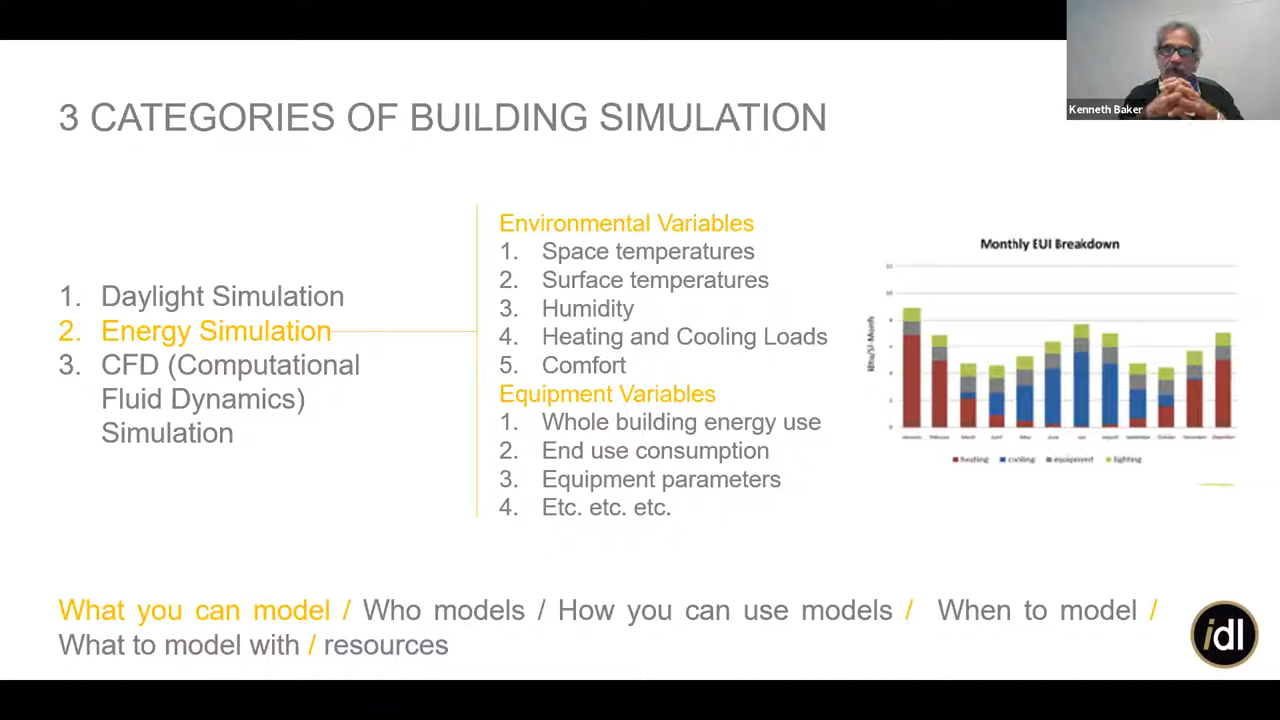 Kenneth Baker
3 CATEGORIES OF BUILDING SIMULATION
1. Daylight Simulation
2. Energy Simulation
3. CFD (Computational
Fluid Dynamics)
Simulation
Environmental Variables
1. Space temperatures
2. Surface temperatures
3. Humidity
4. Heating and Cooling Loads
5. Comfort
Equipment Variables
1. Whole building energy use
2. End use consumption
3. Equipment parameters
4. Etc. etc. etc.
Monthly EUI Breakdown
heating cooling equipment lighting
What you can model / Who models / How you can use models / When to model /
What to model with / resources
idl